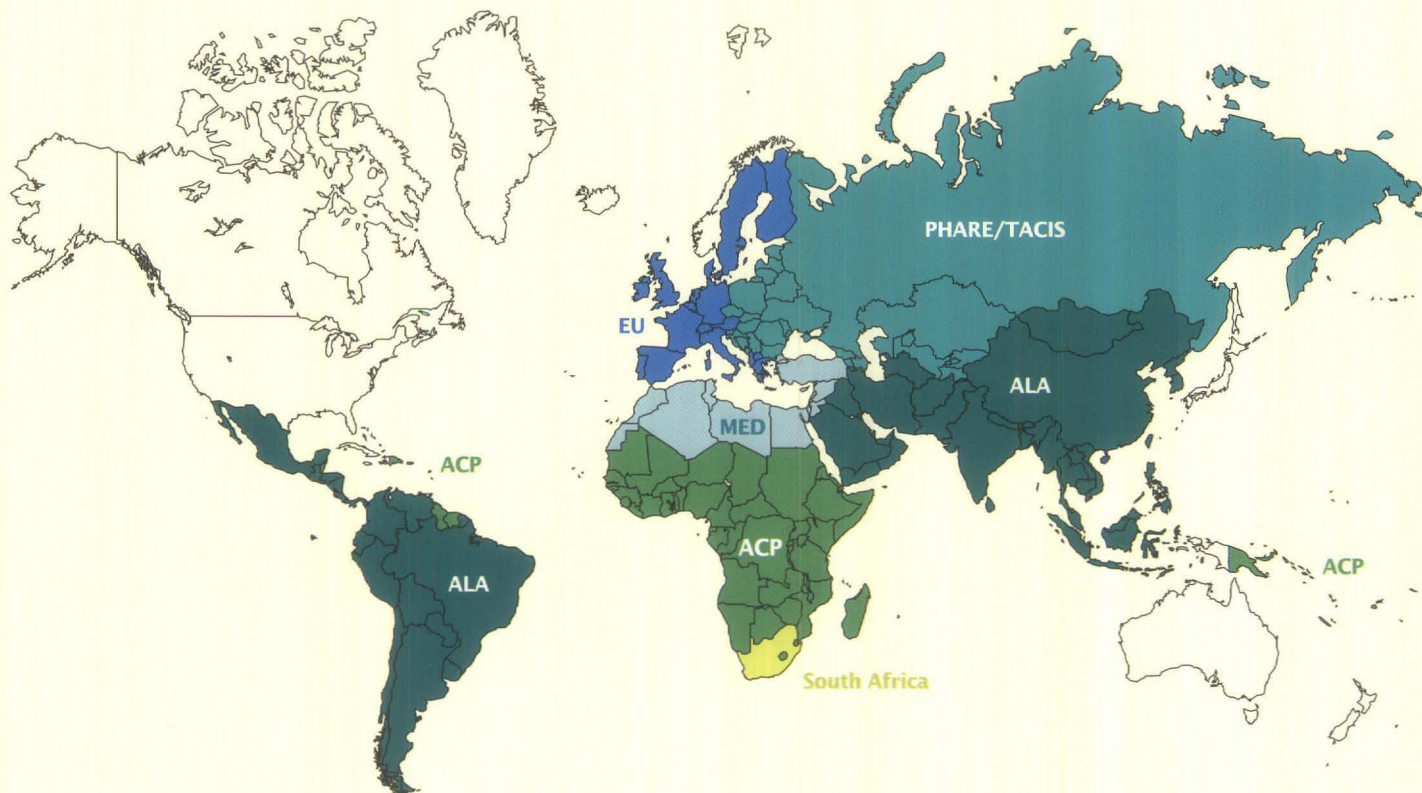 PHARE/TACIS
EU
ALA
MED
ACP
ACP
ALA
ACP
South Africa